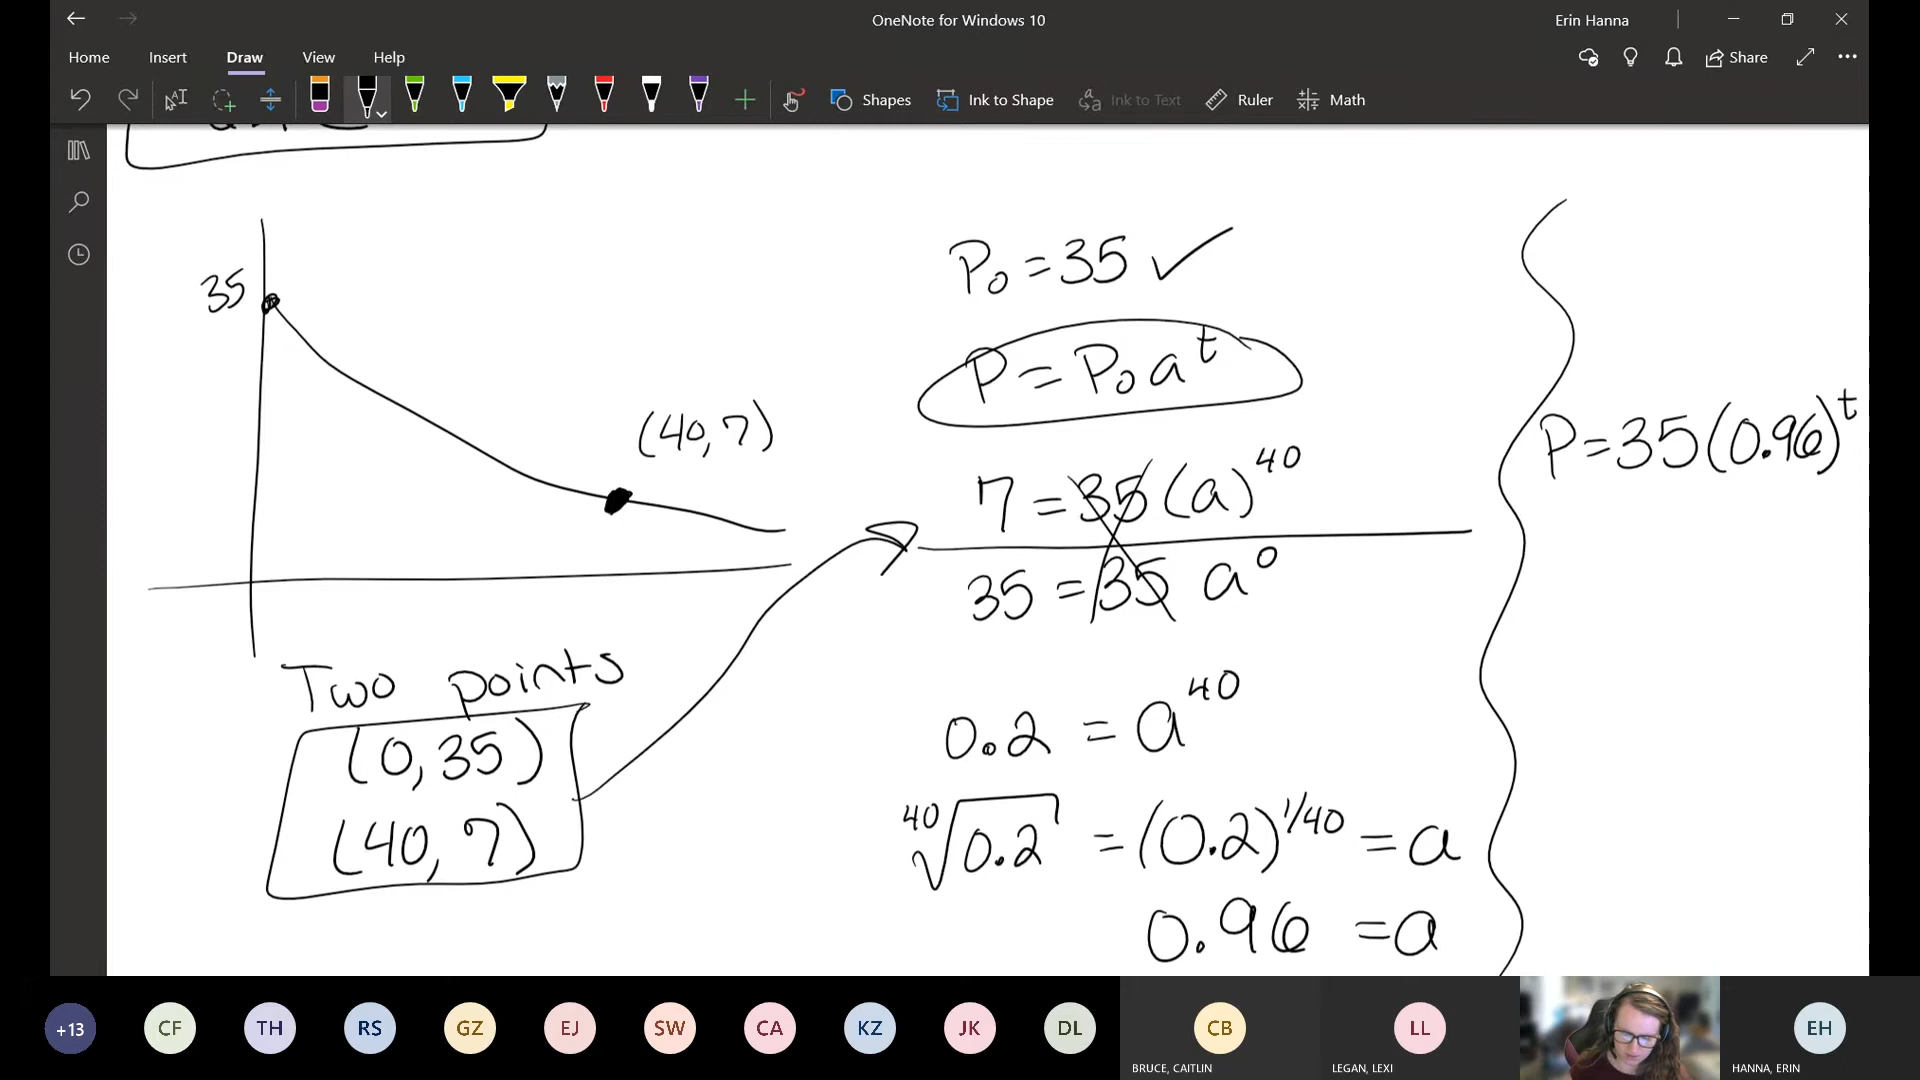 OneNote for Windows 10
Erin Hanna
Home
Insert
Draw
View
Help
Share
Shapes
Ink to Shape
Ink to Text
Ruler
Math
35
(40,7)
Two points
(0,35)
(40,7)
P₀=35 ✓
P=P₀aᵗ
7=35(a)⁴⁰
35=35 a⁰
0.2=a⁴⁰
⁴⁰√0.2 =(0.2)^1/40 =a
0.96 =a
P=35(0.96)ᵗ
+13
CF
TH
RS
GZ
EJ
SW
CA
KZ
JK
DL
CB
BRUCE, CAITLIN
LL
LEGAN, LEXI
EH
HANNA, ERIN